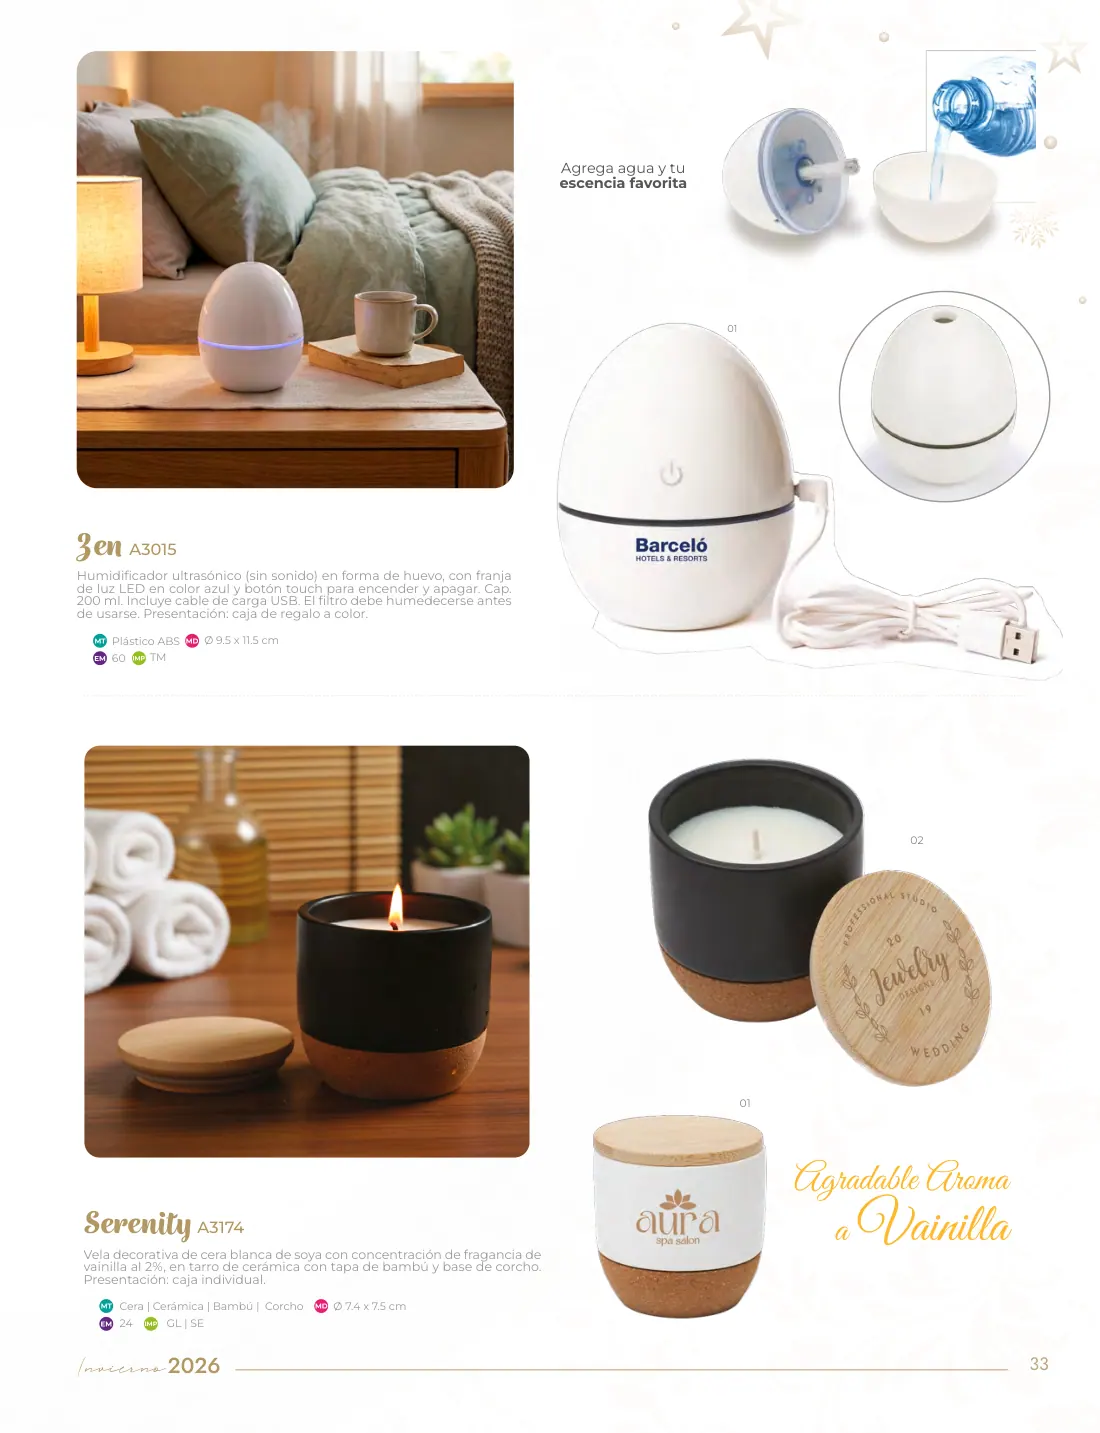 Agrega agua y tu
escencia favorita
01
Barceló
HOTELS & RESORTS
Zen A3015
Humidificador ultrasónico (sin sonido) en forma de huevo, con franja
de luz LED en color azul y botón touch para encender y apagar. Cap.
200 ml. Incluye cable de carga USB. El filtro debe humedecerse antes
de usarse. Presentación: caja de regalo a color.
MT Plástico ABS MD Ø 9.5 x 11.5 cm
EM 60 IMP TM
02
PROFESSIONAL STUDIO
20
Jewelry
DESIGNS
19
WEDDING
01
aura
spa salon
Agradable Aroma
a Vainilla
Serenity A3174
Vela decorativa de cera blanca de soya con concentración de fragancia de
vainilla al 2%, en tarro de cerámica con tapa de bambú y base de corcho.
Presentación: caja individual.
MT Cera | Cerámica | Bambú | Corcho MD Ø 7.4 x 7.5 cm
EM 24 IMP GL | SE
Invierno 2026
33